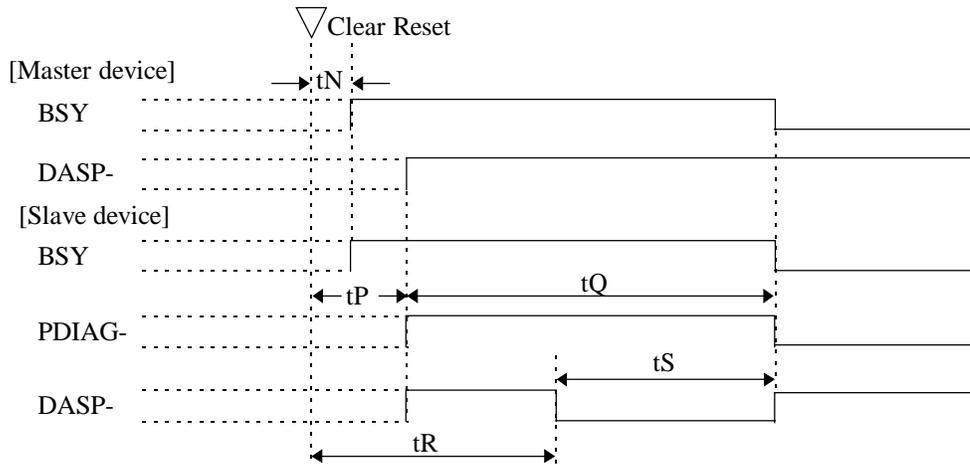 Clear Reset
[Master device]
tN
BSY
DASP-
[Slave device]
BSY
tP
tQ
PDIAG-
tS
DASP-
tR